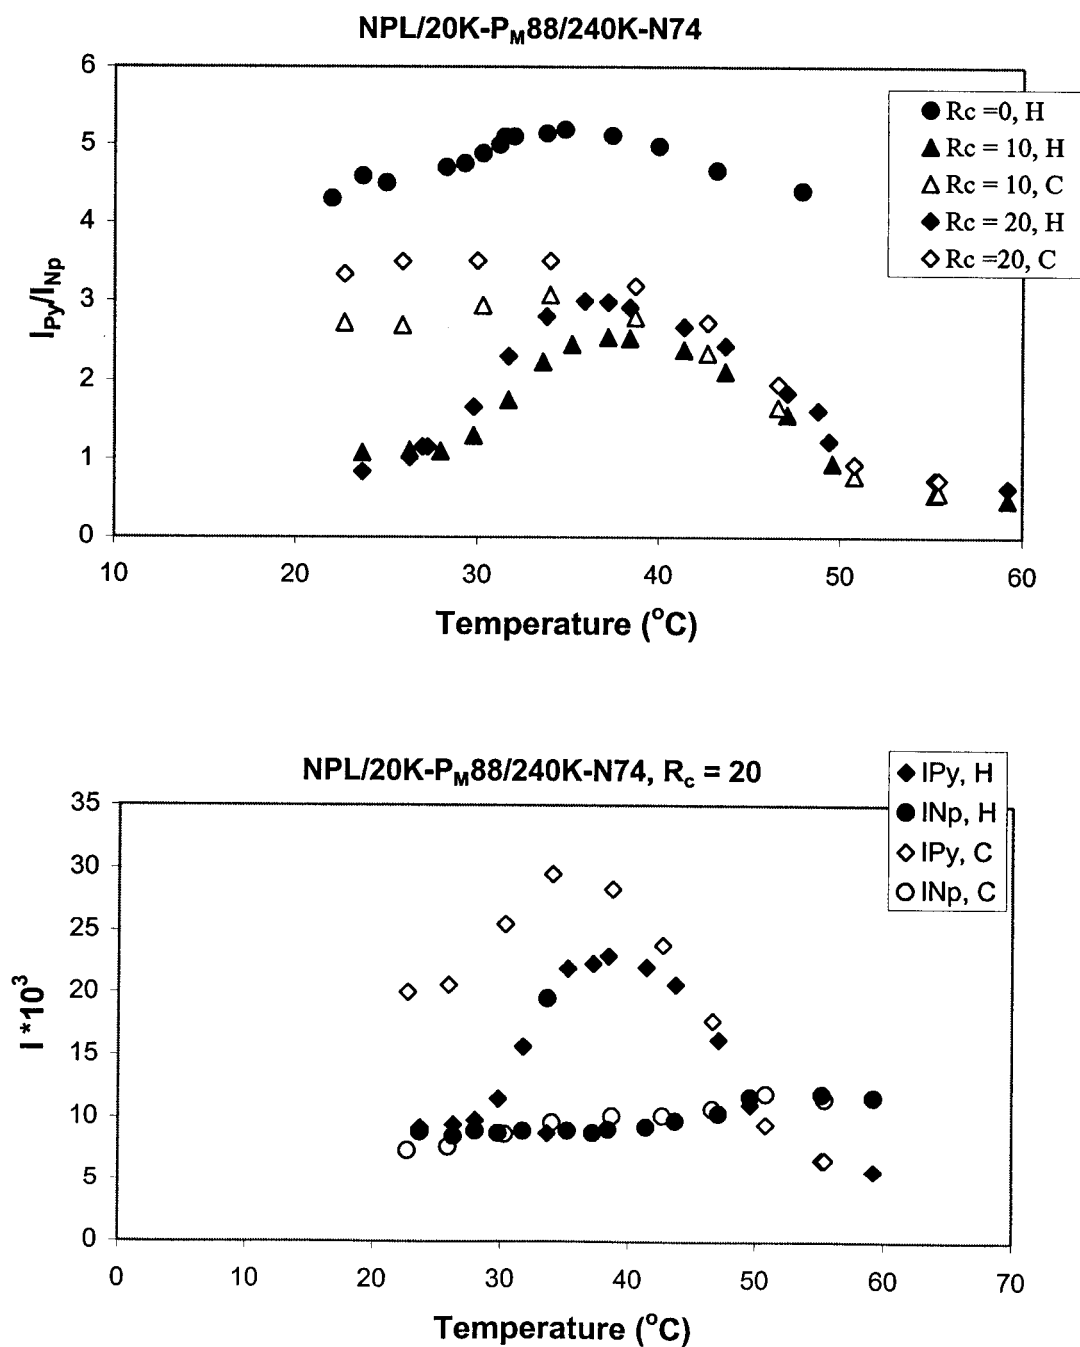 NPL/20K-PM88/240K-N74
6
5
4
3
2
1
0
IPy/INp
10
20
30
40
50
60
Temperature (°C)
Rc =0, H
Rc = 10, H
Rc = 10, C
Rc = 20, H
Rc =20, C
NPL/20K-PM88/240K-N74, Rc = 20
35
30
25
20
15
10
5
0
I *10³
0
10
20
30
40
50
60
70
Temperature (°C)
IPy, H
INp, H
IPy, C
INp, C